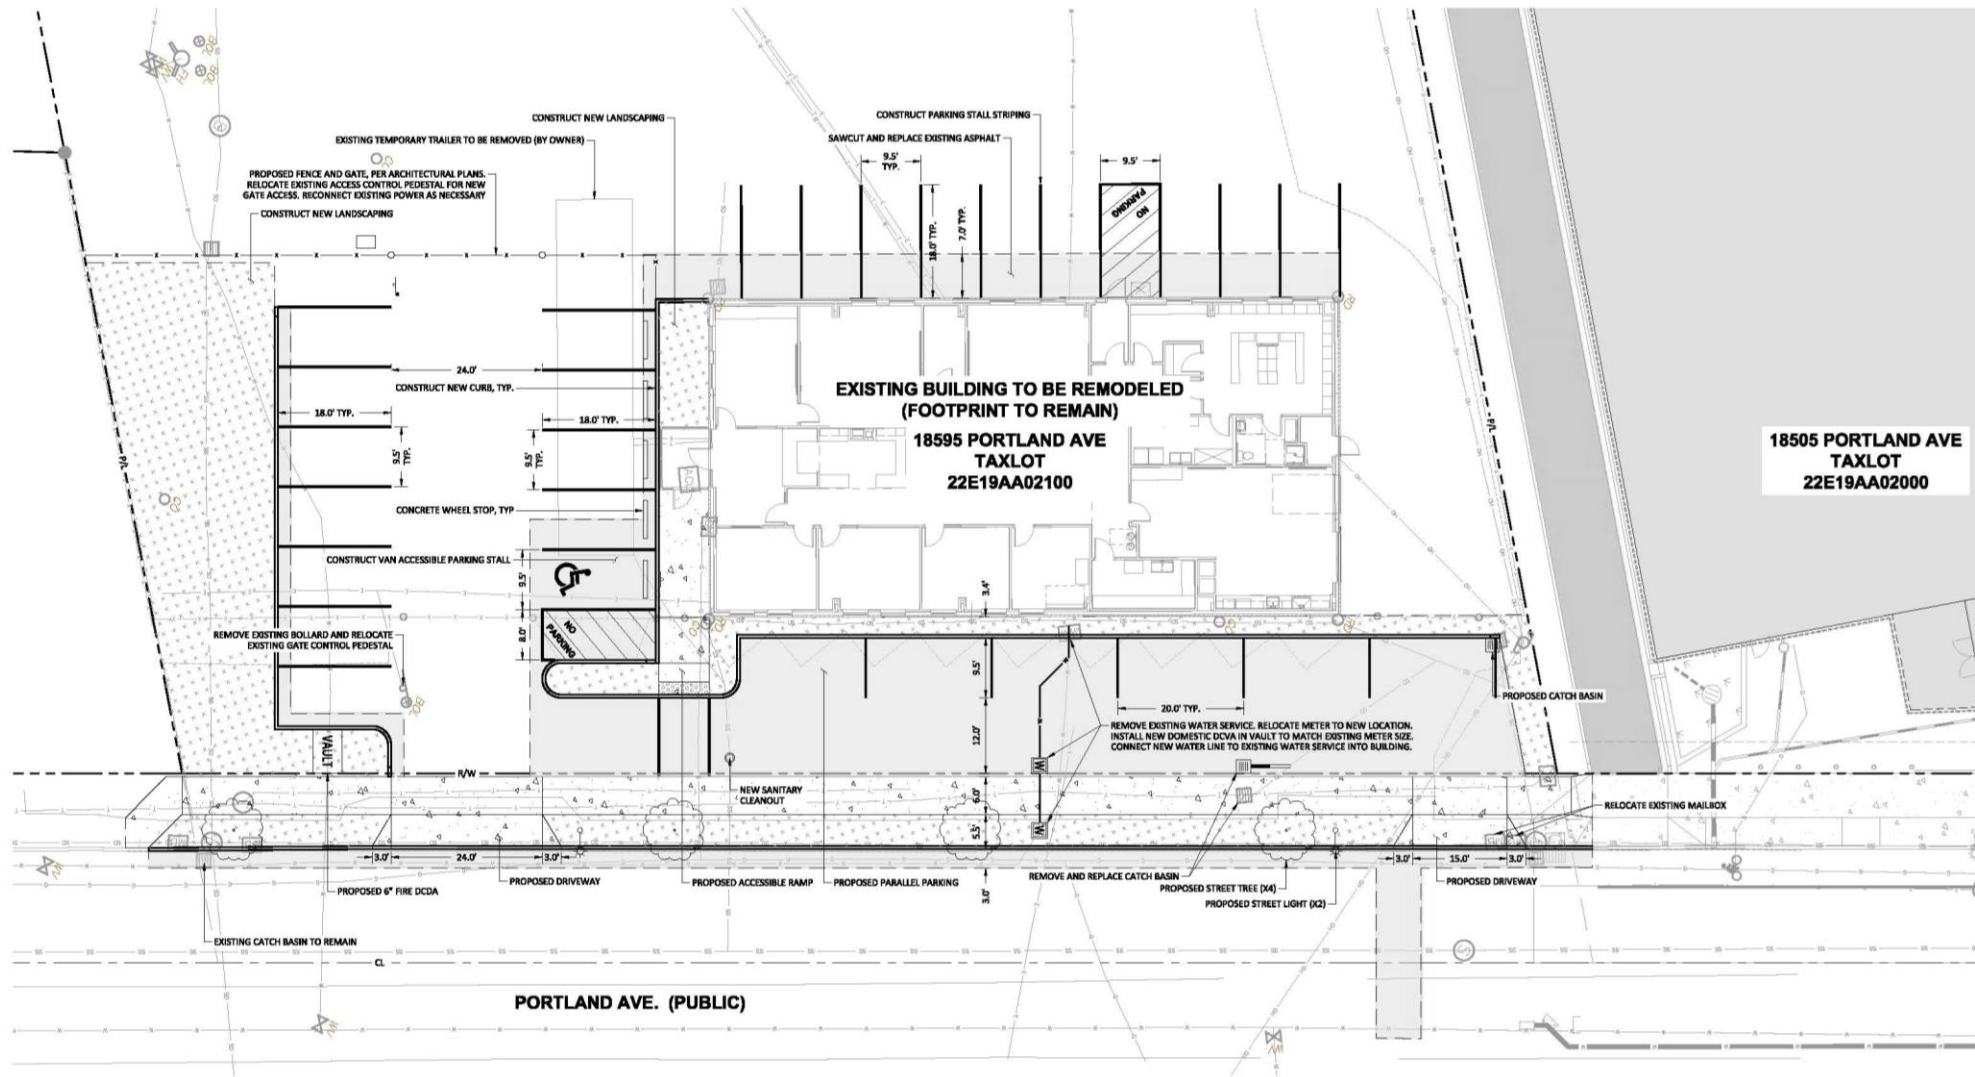 CONSTRUCT NEW LANDSCAPING
CONSTRUCT PARKING STALL STRIPING
EXISTING TEMPORARY TRAILER TO BE REMOVED (BY OWNER)
SAWCUT AND REPLACE EXISTING ASPHALT
PROPOSED FENCE AND GATE, PER ARCHITECTURAL PLANS.
RELOCATE EXISTING ACCESS CONTROL PEDESTAL FOR NEW
GATE ACCESS. RECONNECT EXISTING POWER AS NECESSARY
CONSTRUCT NEW LANDSCAPING
9.5'
TYP.
9.5'
18.0' TYP.
7.0' TYP.
NO
PARKING
24.0'
CONSTRUCT NEW CURB, TYP.
18.0' TYP.
18.0' TYP.
9.5'
TYP.
9.5'
TYP.
CONCRETE WHEEL STOP, TYP
CONSTRUCT VAN ACCESSIBLE PARKING STALL
9.5'
8.0'
NO
PARKING
EXISTING BUILDING TO BE REMODELED
(FOOTPRINT TO REMAIN)
18595 PORTLAND AVE
TAXLOT
22E19AA02100
18505 PORTLAND AVE
TAXLOT
22E19AA02000
P/L
P/L
3.4'
REMOVE EXISTING BOLLARD AND RELOCATE
EXISTING GATE CONTROL PEDESTAL
9.5'
20.0' TYP.
PROPOSED CATCH BASIN
REMOVE EXISTING WATER SERVICE. RELOCATE METER TO NEW LOCATION.
INSTALL NEW DOMESTIC DCVA IN VAULT TO MATCH EXISTING METER SIZE.
CONNECT NEW WATER LINE TO EXISTING WATER SERVICE INTO BUILDING.
12.0'
VAULT
R/W
W
W
NEW SANITARY
CLEANOUT
6.0'
5.5'
RELOCATE EXISTING MAILBOX
3.0'
24.0'
3.0'
3.0'
15.0'
3.0'
PROPOSED 6" FIRE DCDA
PROPOSED DRIVEWAY
PROPOSED ACCESSIBLE RAMP
PROPOSED PARALLEL PARKING
3.0'
REMOVE AND REPLACE CATCH BASIN
PROPOSED STREET TREE (X4)
PROPOSED STREET LIGHT (X2)
PROPOSED DRIVEWAY
EXISTING CATCH BASIN TO REMAIN
CL
PORTLAND AVE. (PUBLIC)